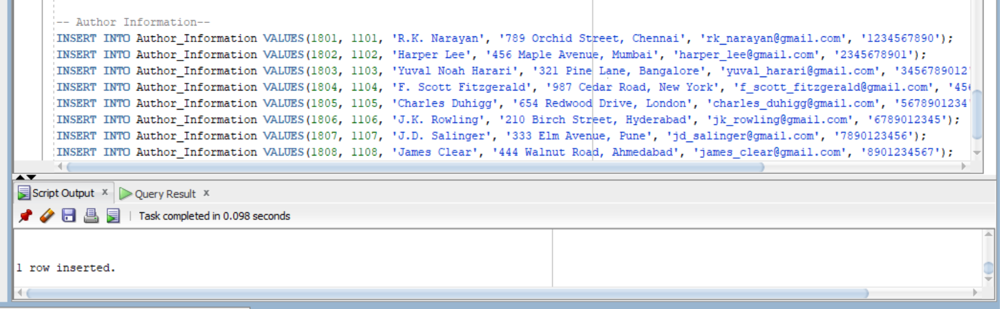 -- Author Information--
INSERT INTO Author_Information VALUES(1801, 1101, 'R.K. Narayan', '789 Orchid Street, Chennai', 'rk_narayan@gmail.com', '1234567890');
INSERT INTO Author_Information VALUES(1802, 1102, 'Harper Lee', '456 Maple Avenue, Mumbai', 'harper_lee@gmail.com', '2345678901');
INSERT INTO Author_Information VALUES(1803, 1103, 'Yuval Noah Harari', '321 Pine Lane, Bangalore', 'yuval_harari@gmail.com', '3456789012'
INSERT INTO Author_Information VALUES(1804, 1104, 'F. Scott Fitzgerald', '987 Cedar Road, New York', 'f_scott_fitzgerald@gmail.com', '45
INSERT INTO Author_Information VALUES(1805, 1105, 'Charles Duhigg', '654 Redwood Drive, London', 'charles_duhigg@gmail.com', '5678901234'
INSERT INTO Author_Information VALUES(1806, 1106, 'J.K. Rowling', '210 Birch Street, Hyderabad', 'jk_rowling@gmail.com', '6789012345');
INSERT INTO Author_Information VALUES(1807, 1107, 'J.D. Salinger', '333 Elm Avenue, Pune', 'jd_salinger@gmail.com', '7890123456');
INSERT INTO Author_Information VALUES(1808, 1108, 'James Clear', '444 Walnut Road, Ahmedabad', 'james_clear@gmail.com', '8901234567');
Script Output x Query Result x
Task completed in 0.098 seconds
1 row inserted.